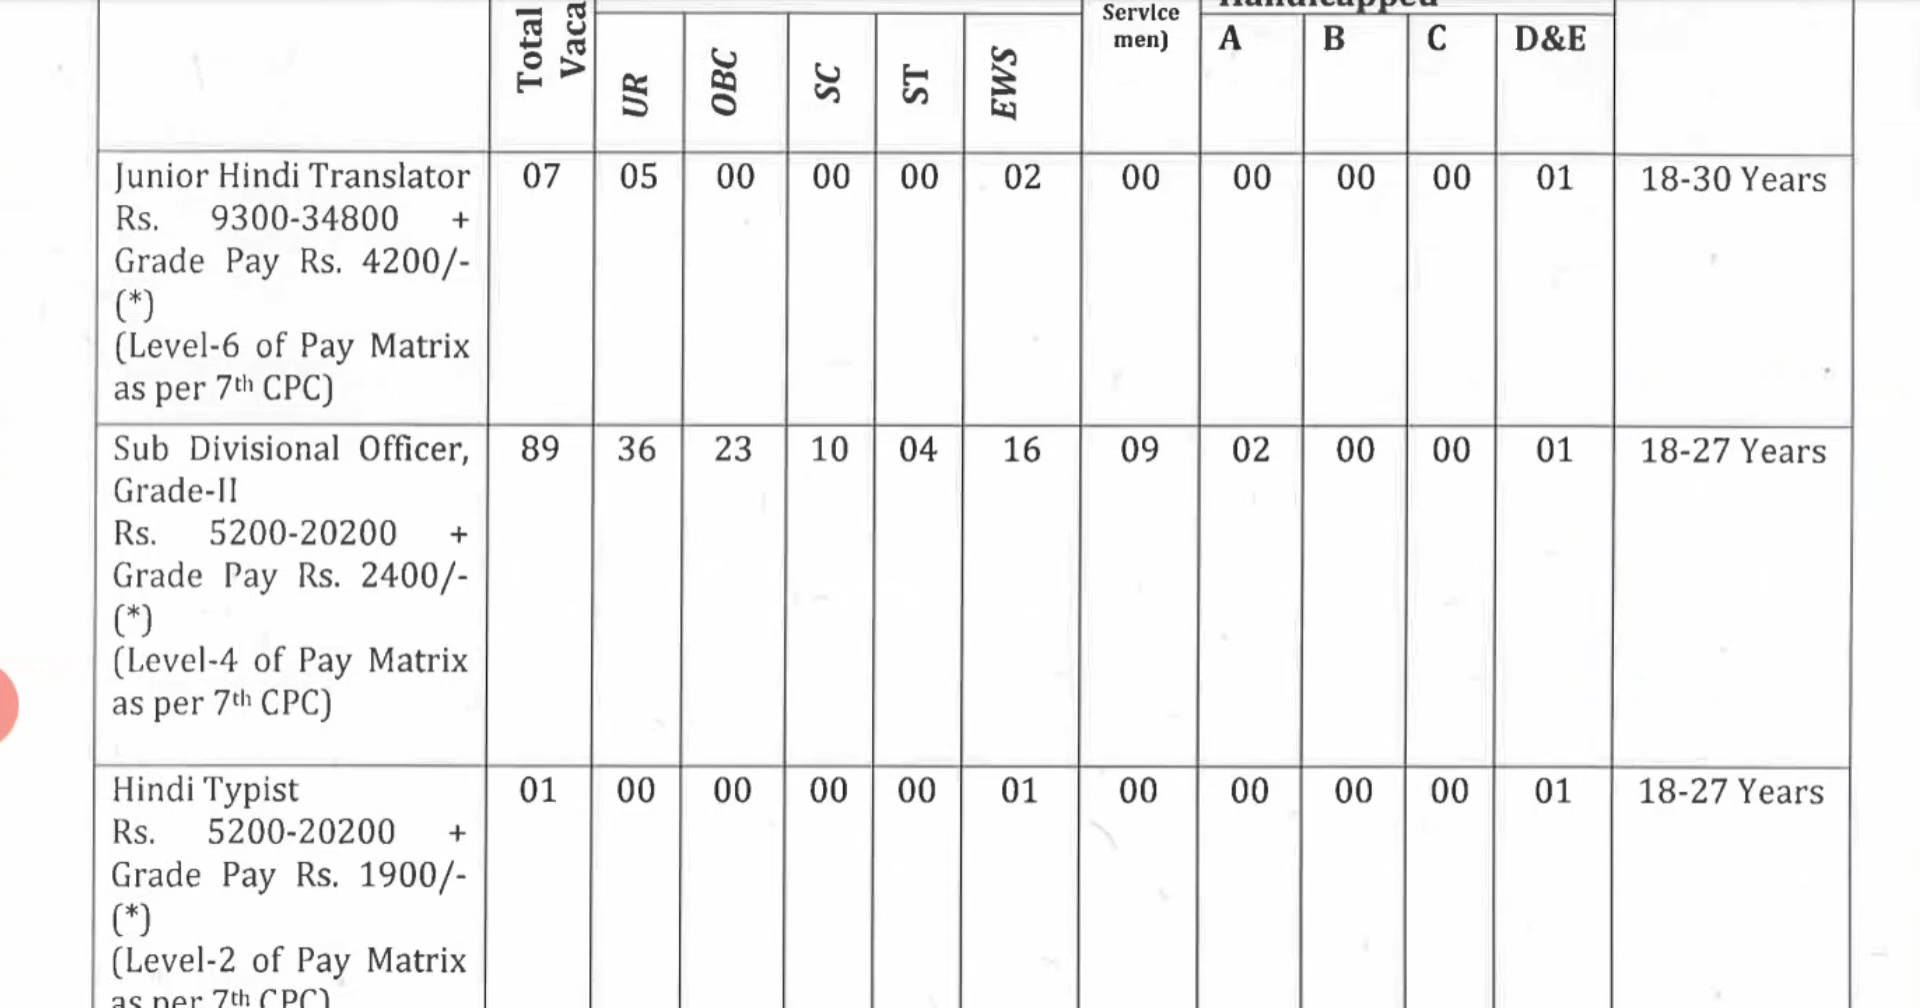 Total
Vaca
UR
OBC
SC
ST
EWS
Service
men)
Handicapped
A B C D&E
Junior Hindi Translator 07 05 00 00 00 02 00 00 00 00 01 18-30 Years
Rs. 9300-34800 +
Grade Pay Rs. 4200/-
(*)
(Level-6 of Pay Matrix
as per 7th CPC)
Sub Divisional Officer, 89 36 23 10 04 16 09 02 00 00 01 18-27 Years
Grade-II
Rs. 5200-20200 +
Grade Pay Rs. 2400/-
(*)
(Level-4 of Pay Matrix
as per 7th CPC)
Hindi Typist 01 00 00 00 00 01 00 00 00 00 01 18-27 Years
Rs. 5200-20200 +
Grade Pay Rs. 1900/-
(*)
(Level-2 of Pay Matrix
as per 7th CPC)